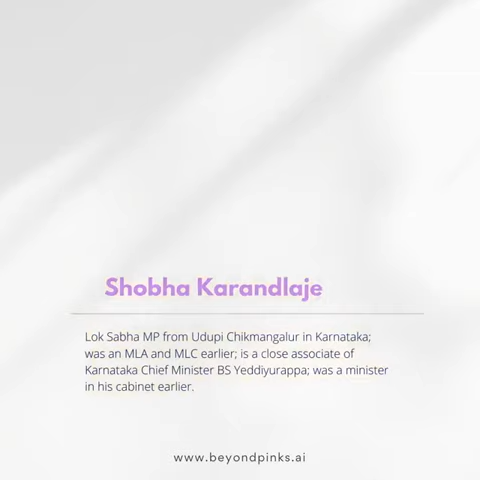 Shobha Karandlaje
Lok Sabha MP from Udupi Chikmangalur in Karnataka;
was an MLA and MLC earlier; is a close associate of
Karnataka Chief Minister BS Yeddiyurappa; was a minister
in his cabinet earlier.
www.beyondpinks.ai